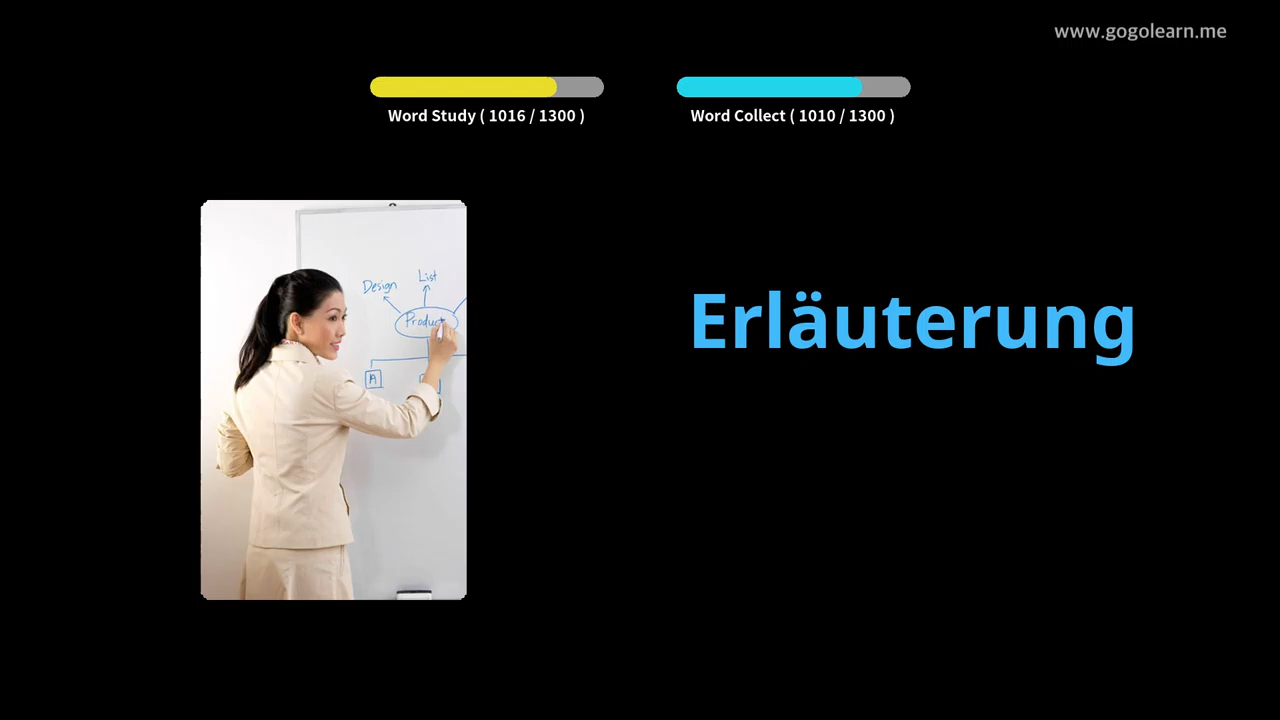 www.gogolearn.me
Word Study ( 1016 / 1300 )
Word Collect ( 1010 / 1300 )
Erläuterung
List
Design
Product
A